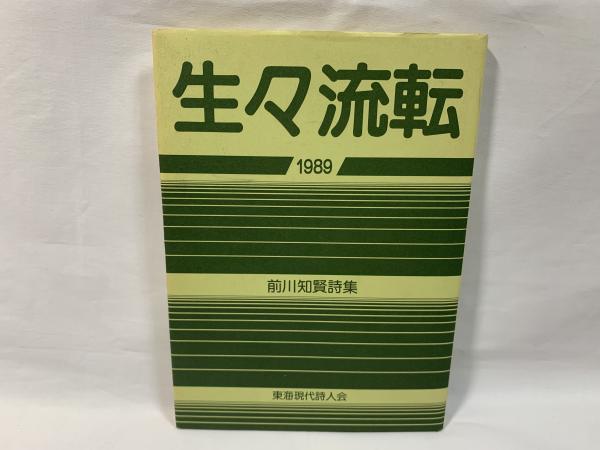 生々流転
1989
前川知賢詩集
東海現代詩人会